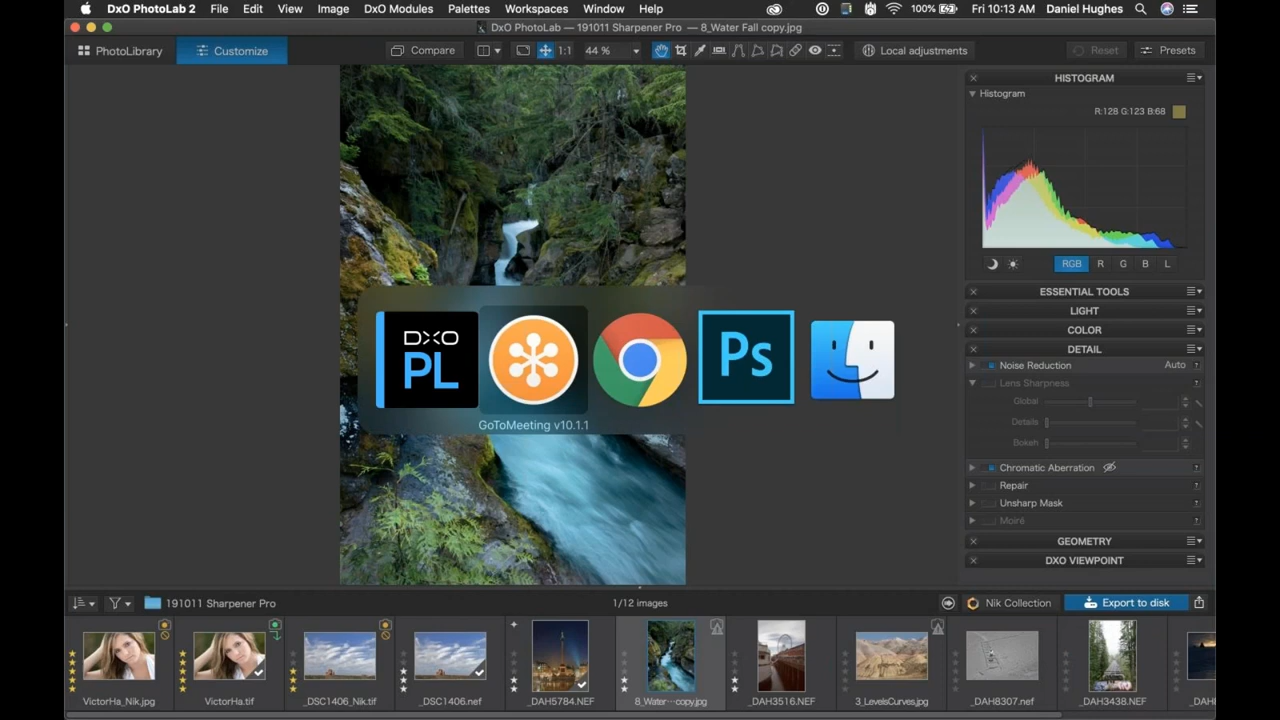 DxO PhotoLab 2 File Edit View Image DxO Modules Palettes Workspaces Window Help 100% Fri 10:13 AM Daniel Hughes
DxO PhotoLab — 191011 Sharpener Pro — 8_Water Fall copy.jpg
PhotoLibrary Customize Compare 1:1 44 % Local adjustments Reset Presets
HISTOGRAM
Histogram
R:128 G:123 B:68
RGB R G B L
ESSENTIAL TOOLS
LIGHT
COLOR
DETAIL
Noise Reduction Auto ?
Lens Sharpness ?
Global
Details
Bokeh
Chromatic Aberration ?
Repair ?
Unsharp Mask ?
Moiré ?
GEOMETRY
DXO VIEWPOINT
DXO
PL
Ps
GoToMeeting v10.1.1
191011 Sharpener Pro 1/12 images Nik Collection Export to disk
VictorHa_Nik.jpg VictorHa.tif _DSC1406_Nik.tif _DSC1406.nef _DAH5784.NEF 8_Water···copy.jpg _DAH3516.NEF 3_LevelsCurves.jpg _DAH8307.nef _DAH3438.NEF